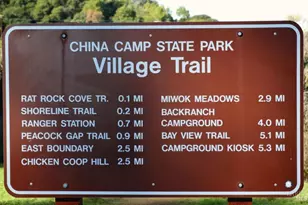 CHINA CAMP STATE PARK
Village Trail
RAT ROCK COVE TR. 0.1 MI
SHORELINE TRAIL 0.2 MI
RANGER STATION 0.7 MI
PEACOCK GAP TRAIL 0.9 MI
EAST BOUNDARY 2.5 MI
CHICKEN COOP HILL 2.5 MI
MIWOK MEADOWS 2.9 MI
BACKRANCH
CAMPGROUND 4.0 MI
BAY VIEW TRAIL 5.1 MI
CAMPGROUND KIOSK 5.3 MI